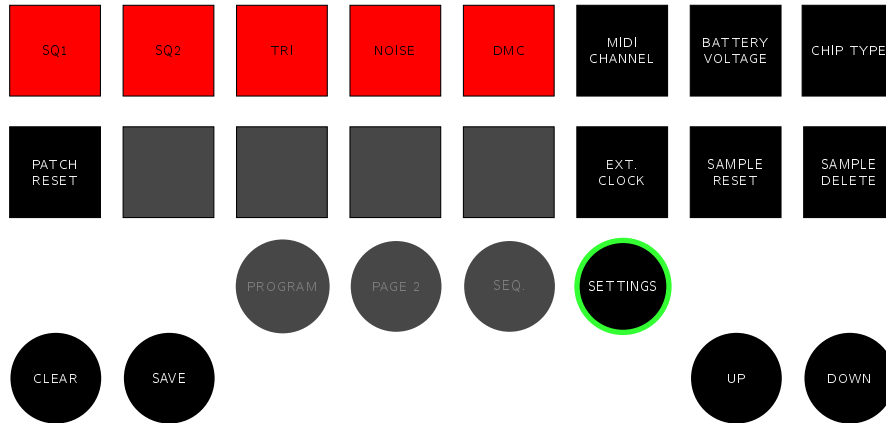 SQ1
SQ2
TRI
NOISE
DMC
MIDI
CHANNEL
BATTERY
VOLTAGE
CHIP TYPE
PATCH
RESET
EXT.
CLOCK
SAMPLE
RESET
SAMPLE
DELETE
PROGRAM
PAGE 2
SEQ.
SETTINGS
CLEAR
SAVE
UP
DOWN